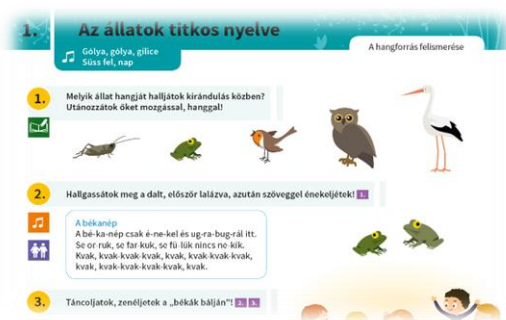 1. Az állatok titkos nyelve
Gólya, gólya, gilice
Süss fel, nap
A hangforrás felismerése
1. Melyik állat hangját halljátok kirándulás közben?
Utánozzátok őket mozgással, hanggal!
2. Hallgassátok meg a dalt, először lalázva, azután szöveggel énekeljétek! 1.
A békanép
A bé-ka-nép csak é-ne-kel és ug-ra-bug-rál itt.
Se or-ruk, se far-kuk, se fü-lük nincs ne-kik.
Kvak, kvak-kvak-kvak, kvak, kvak-kvak-kvak,
kvak, kvak-kvak-kvak-kvak, kvak.
3. Táncoljatok, zenéljetek a „békák bálján"! 2. 3.